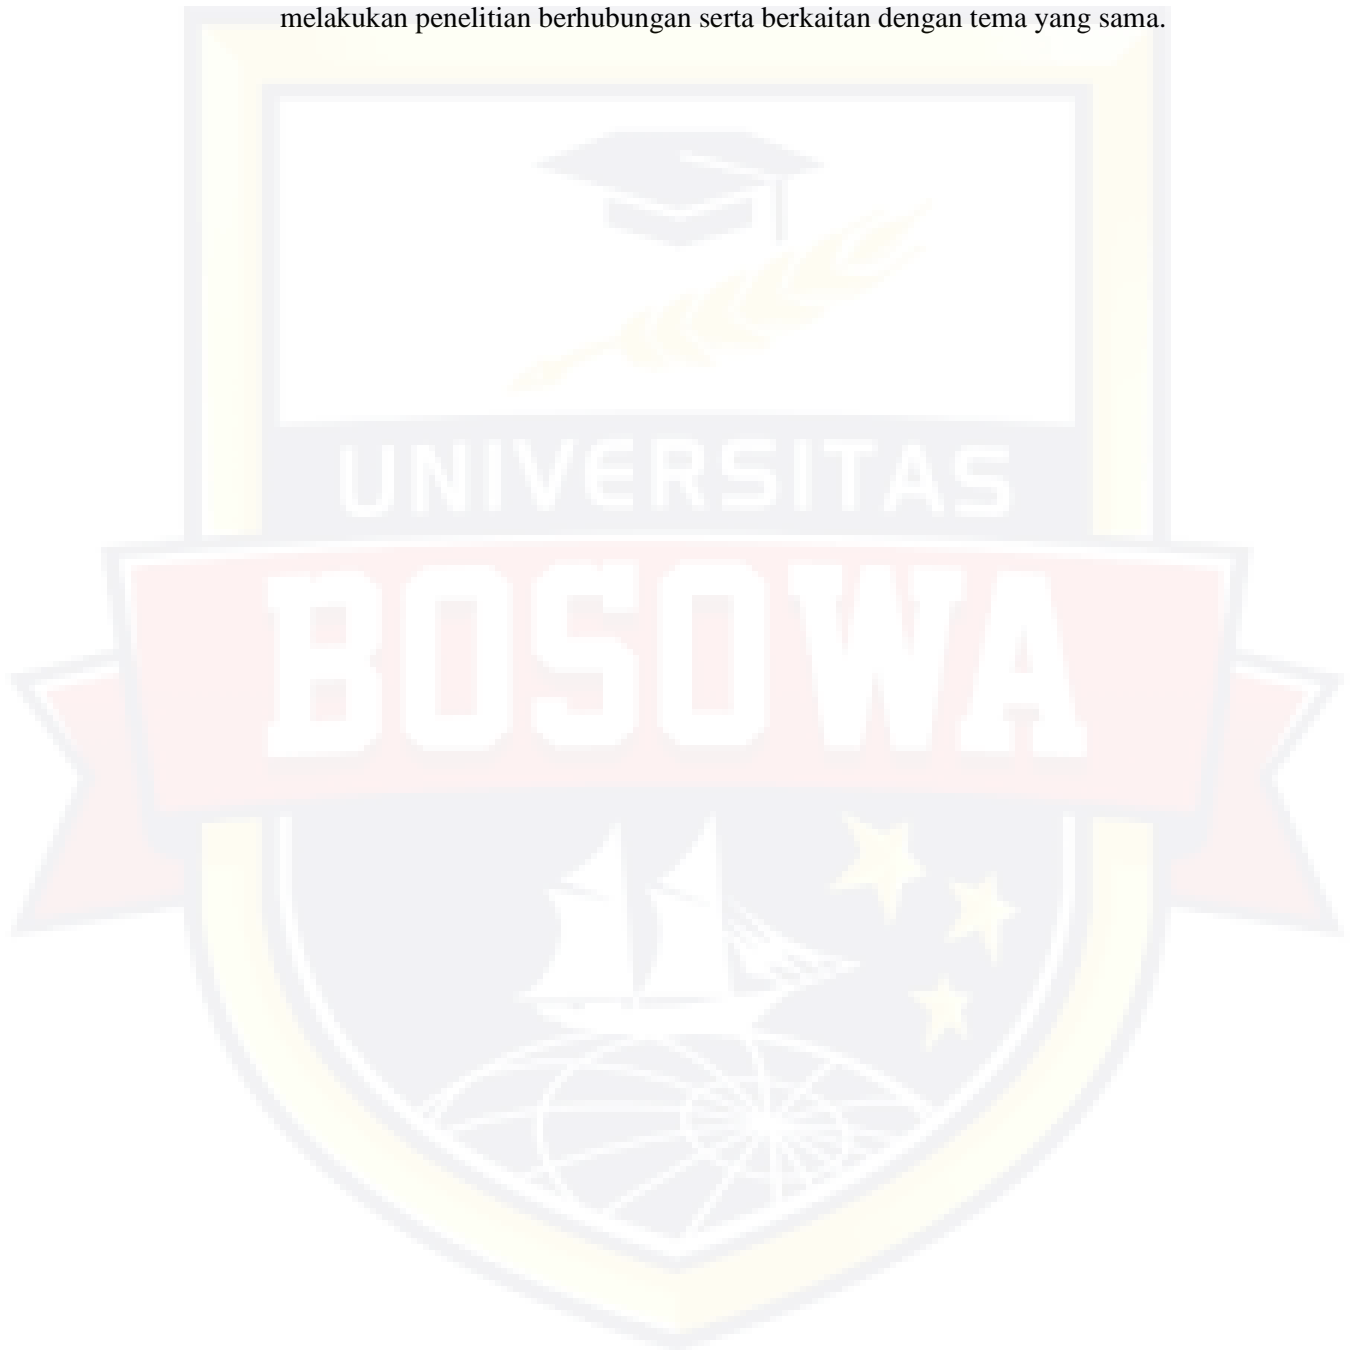 melakukan penelitian berhubungan serta berkaitan dengan tema yang sama.
UNIVERSITAS
BOSOWA